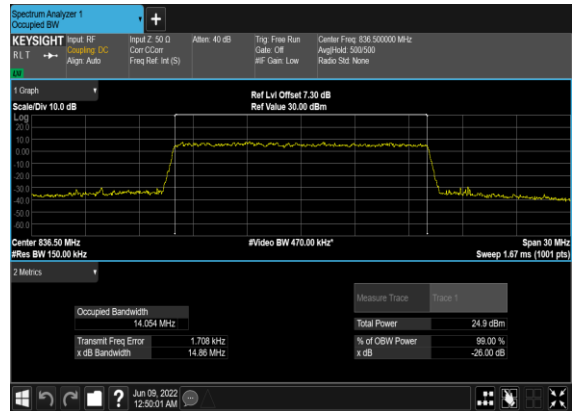 Spectrum Analyzer 1
Occupied BW
KEYSIGHT Input: RF Input Z: 50 Ω Atten: 40 dB Trig: Free Run Center Freq: 836.500000 MHz
RLT Coupling: DC Corr CCorr Gate: Off Avg|Hold: 500/500
Align: Auto Freq Ref: Int (S) #IF Gain: Low Radio Std: None
LW
1 Graph Ref Lvl Offset 7.30 dB
Scale/Div 10.0 dB Ref Value 30.00 dBm
Log
20.0
10.0
0.00
-10.0
-20.0
-30.0
-40.0
-50.0
-60.0
Center 836.50 MHz #Video BW 470.00 kHz* Span 30 MHz
#Res BW 150.00 kHz Sweep 1.67 ms (1001 pts)
2 Metrics
Measure Trace Trace 1
Occupied Bandwidth
14.054 MHz Total Power 24.9 dBm
Transmit Freq Error 1.708 kHz % of OBW Power 99.00 %
x dB Bandwidth 14.86 MHz x dB -26.00 dB
Jun 09, 2022
12:50:01 AM